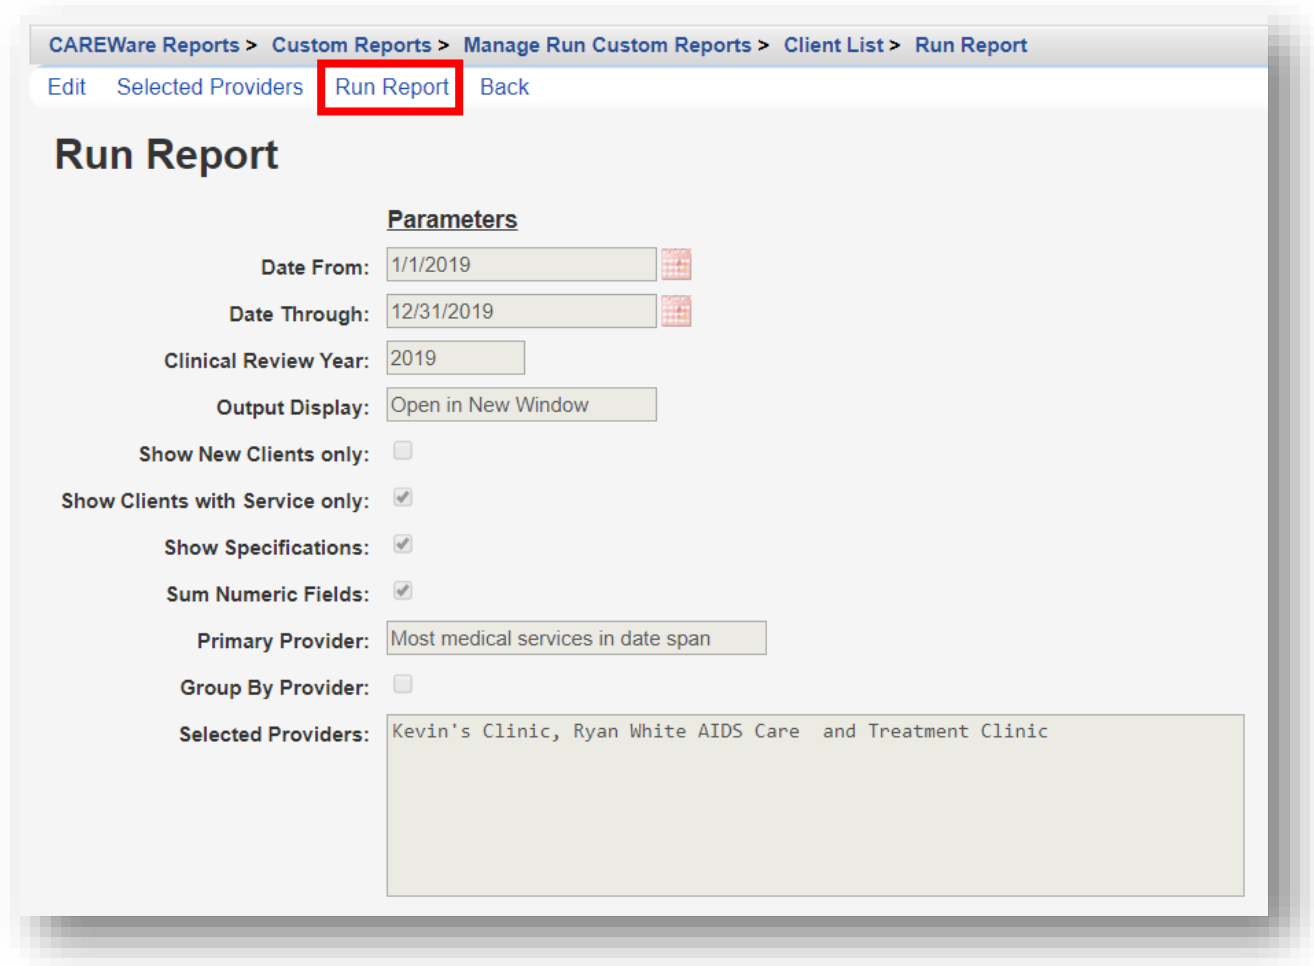 CAREWare Reports > Custom Reports > Manage Run Custom Reports > Client List > Run Report
Edit Selected Providers Run Report Back
Run Report
Parameters
Date From: 1/1/2019
Date Through: 12/31/2019
Clinical Review Year: 2019
Output Display: Open in New Window
Show New Clients only:
Show Clients with Service only:
Show Specifications:
Sum Numeric Fields:
Primary Provider: Most medical services in date span
Group By Provider:
Selected Providers: Kevin's Clinic, Ryan White AIDS Care  and Treatment Clinic